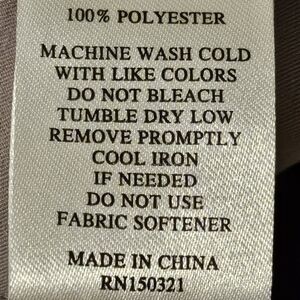 100% POLYESTER
MACHINE WASH COLD
WITH LIKE COLORS
DO NOT BLEACH
TUMBLE DRY LOW
REMOVE PROMPTLY
COOL IRON
IF NEEDED
DO NOT USE
FABRIC SOFTENER
MADE IN CHINA
RN150321